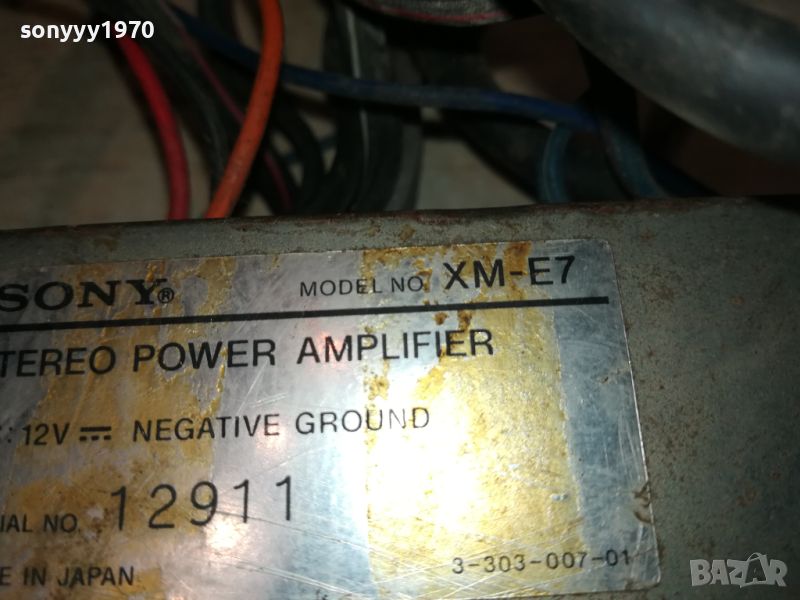 sonyyy1970
SONY® MODEL NO. XM-E7
TEREO POWER AMPLIFIER
: 12V NEGATIVE GROUND
IAL NO. 12911
E IN JAPAN 3-303-007-01
BAZAR